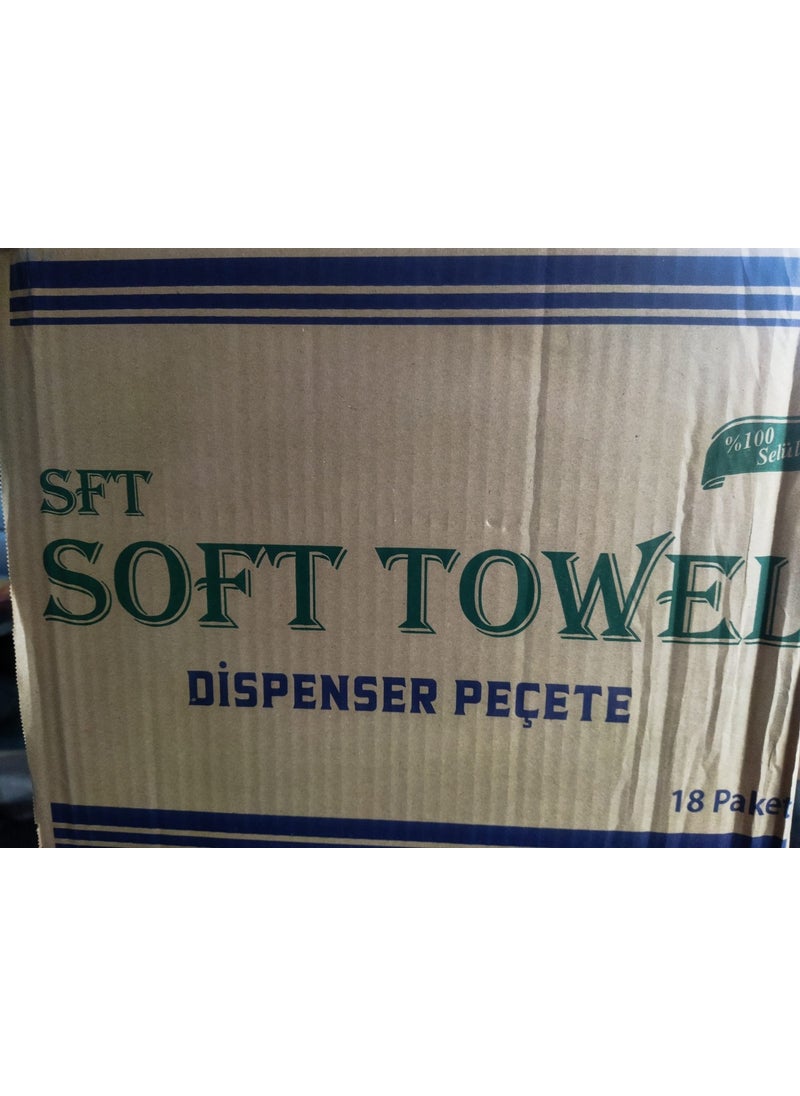 %100
SFT
SOFT TOWEL
DİSPENSER PEÇETE
18 Paket